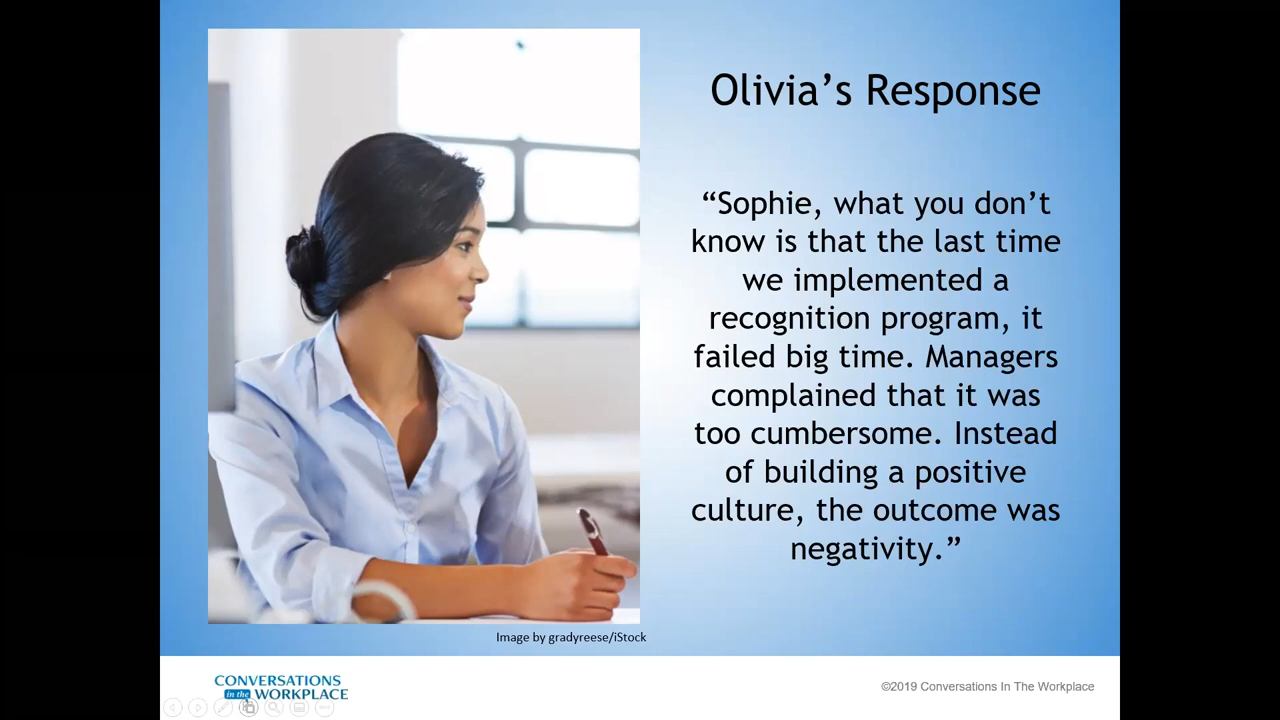 Olivia’s Response
“Sophie, what you don’t
know is that the last time
we implemented a
recognition program, it
failed big time. Managers
complained that it was
too cumbersome. Instead
of building a positive
culture, the outcome was
negativity.”
Image by gradyreese/iStock
CONVERSATIONS
in the WORKPLACE
©2019 Conversations In The Workplace